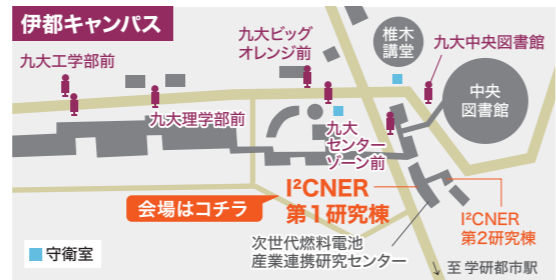 伊都キャンパス
九大工学部前
九大理学部前
九大ビッグ
オレンジ前
椎木
講堂
九大中央図書館
中央
図書館
九大
センター
ゾーン前
会場はコチラ
I²CNER
第1研究棟
I²CNER
第2研究棟
次世代燃料電池
産業連携研究センター
守衛室
↓ 至 学研都市駅